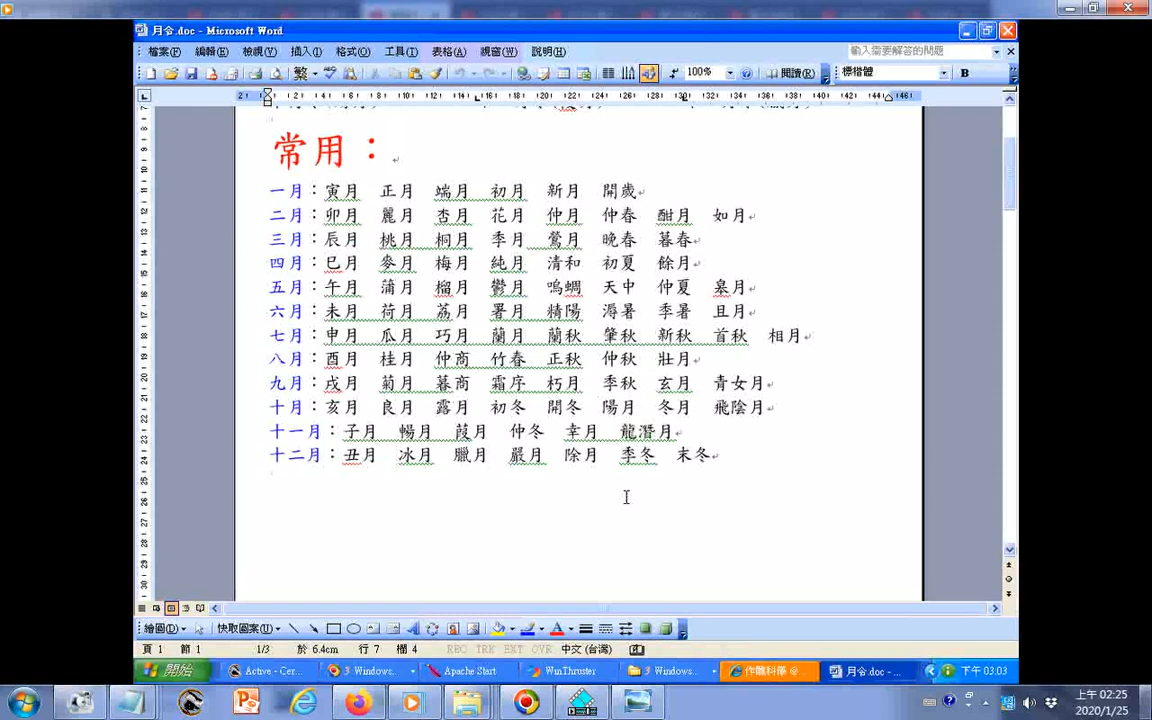 月令.doc - Microsoft Word
檔案(F) 編輯(E) 檢視(V) 插入(I) 格式(O) 工具(T) 表格(A) 視窗(W) 說明(H) 輸入需要解答的問題
繁 100% 閱讀(R) 標楷體 B
常用：
一月：寅月 正月 端月 初月 新月 開歲
二月：卯月 麗月 杏月 花月 仲月 仲春 酣月 如月
三月：辰月 桃月 桐月 季月 鶯月 晚春 暮春
四月：巳月 麥月 梅月 純月 清和 初夏 餘月
五月：午月 蒲月 榴月 鬱月 鳴蜩 天中 仲夏 皋月
六月：未月 荷月 荔月 署月 精陽 溽暑 季暑 且月
七月：申月 瓜月 巧月 蘭月 蘭秋 肇秋 新秋 首秋 相月
八月：酉月 桂月 仲商 竹春 正秋 仲秋 壯月
九月：戌月 菊月 暮商 霜序 朽月 季秋 玄月 青女月
十月：亥月 良月 露月 初冬 開冬 陽月 冬月 飛陰月
十一月：子月 暢月 葭月 仲冬 幸月 龍潛月
十二月：丑月 冰月 臘月 嚴月 除月 季冬 末冬
繪圖(D) 快取圖案(U)
頁 1 節 1 1/3 於 6.4cm 行 7 欄 4 REC TRK EXT OVR 中文 (台灣)
開始 Active - Cer... 3 Windows... Apache Start WinThruster 3 Windows... 月令.doc - ... 下午 03:03
上午 02:25
2020/1/25